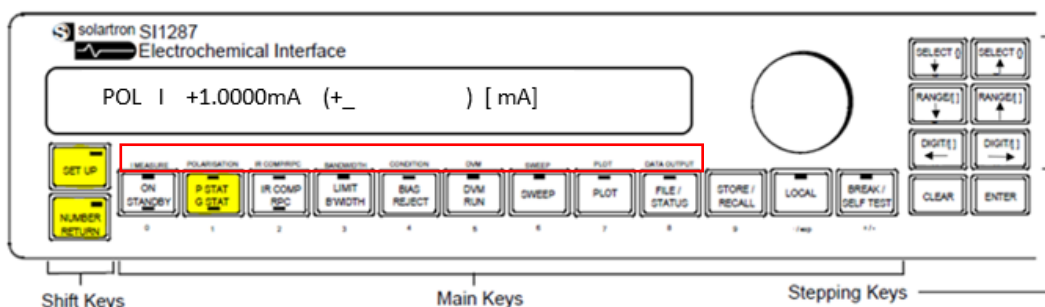 solartron SI1287
Electrochemical Interface
POL I +1.0000mA (+_ ) [ mA]
SELECT {} SELECT {}
RANGE/[ ] RANGE/[ ]
DIGIT/[ ] DIGIT/[ ]
CLEAR ENTER
SET UP
NUMBER RETURN
I MEASURE POLARISATION IR COMP/RPC BANDWIDTH CONDITION DVM SWEEP PLOT DATA OUTPUT
ON STANDBY P STAT G STAT IR COMP RPC LIMIT B'WIDTH BIAS REJECT DVM RUN SWEEP PLOT FILE / STATUS STORE / RECALL LOCAL BREAK / SELF TEST
0 1 2 3 4 5 6 7 8 9 -/exp +/-
Shift Keys Main Keys Stepping Keys